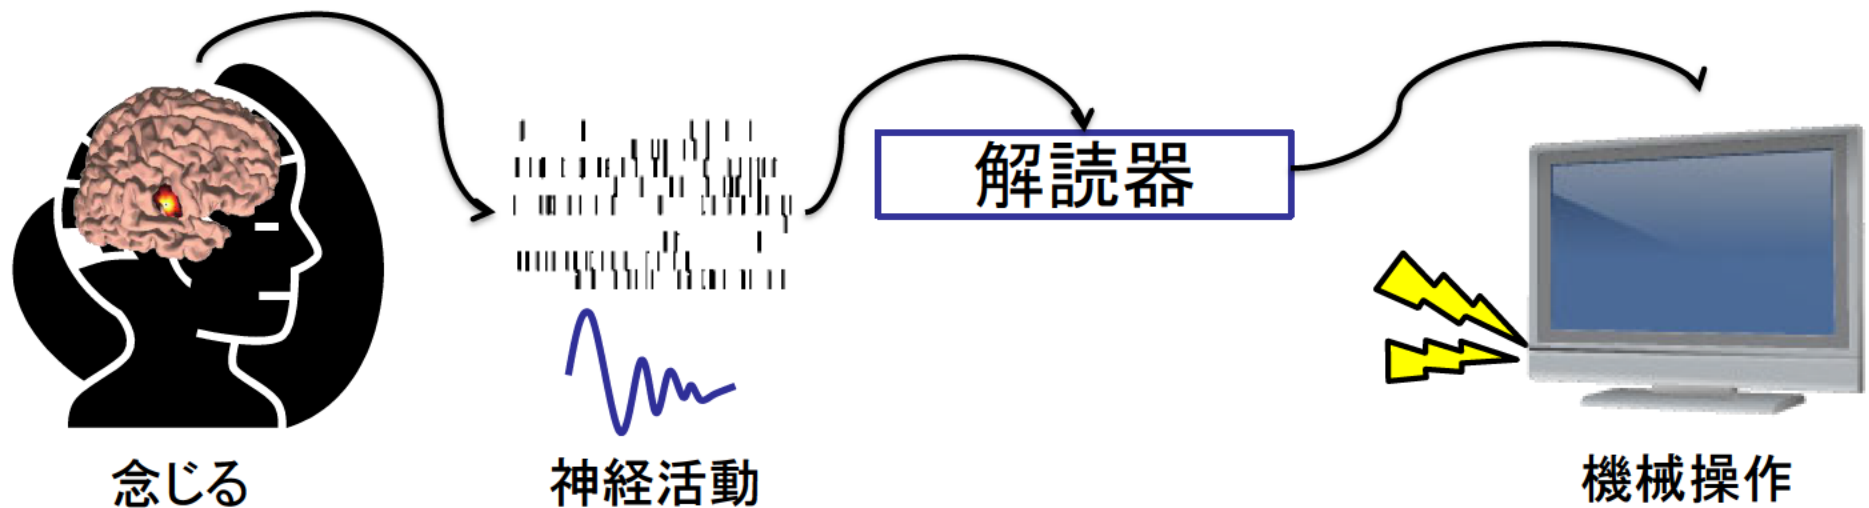 解読器
念じる
神経活動
機械操作